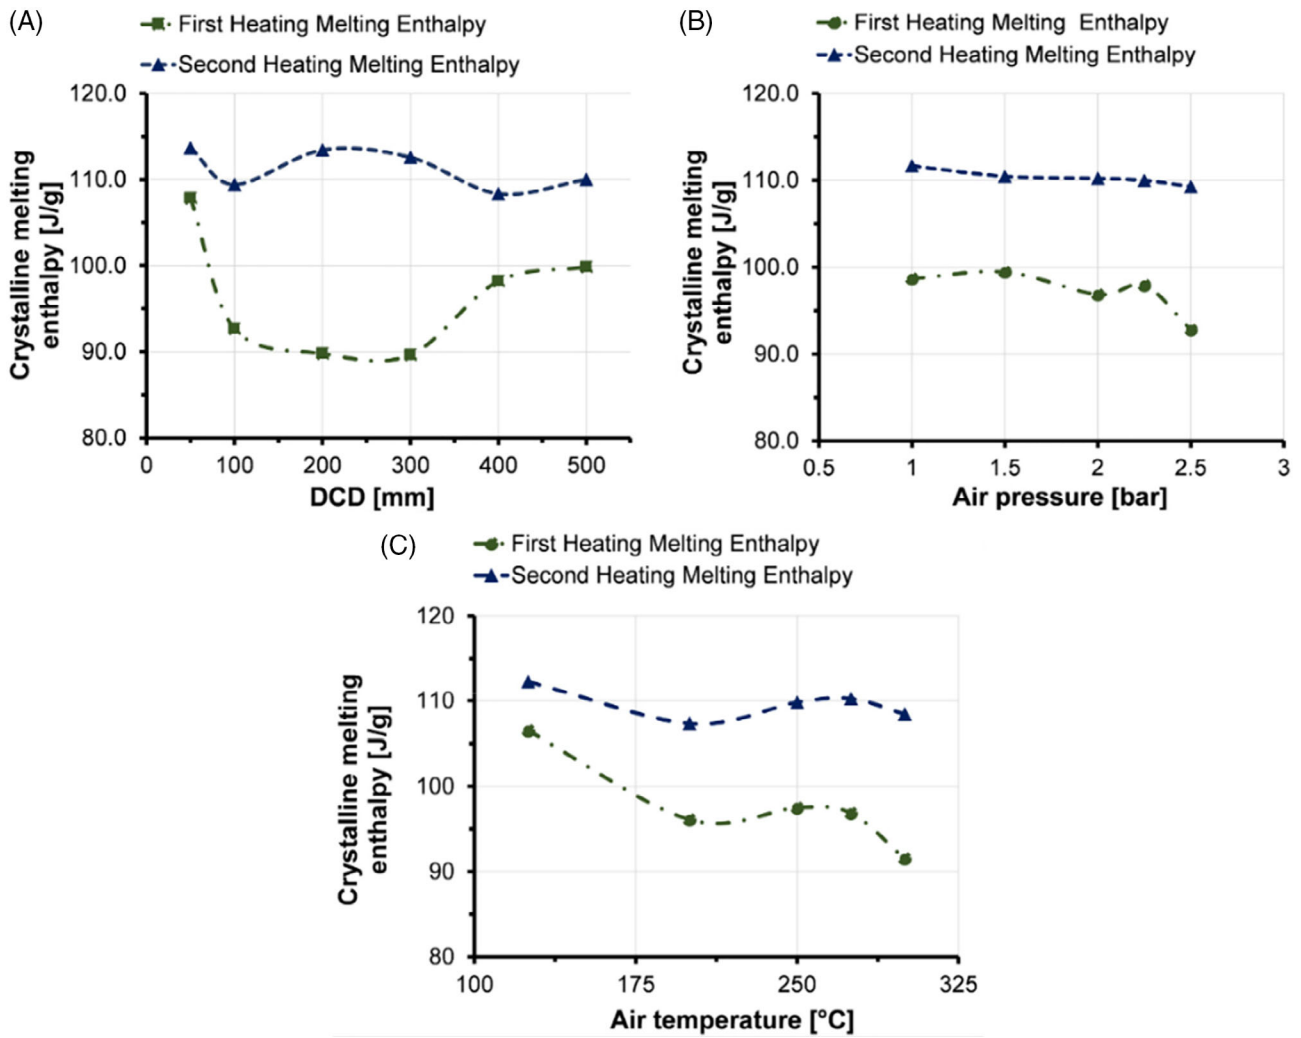 (A)
First Heating Melting Enthalpy
Second Heating Melting Enthalpy
120.0
110.0
100.0
90.0
80.0
Crystalline melting
enthalpy [J/g]
0 100 200 300 400 500
DCD [mm]
(B)
First Heating Melting Enthalpy
Second Heating Melting Enthalpy
120.0
110.0
100.0
90.0
80.0
Crystalline melting
enthalpy [J/g]
0.5 1 1.5 2 2.5 3
Air pressure [bar]
(C)
First Heating Melting Enthalpy
Second Heating Melting Enthalpy
120
110
100
90
80
Crystalline melting
enthalpy [J/g]
100 175 250 325
Air temperature [°C]